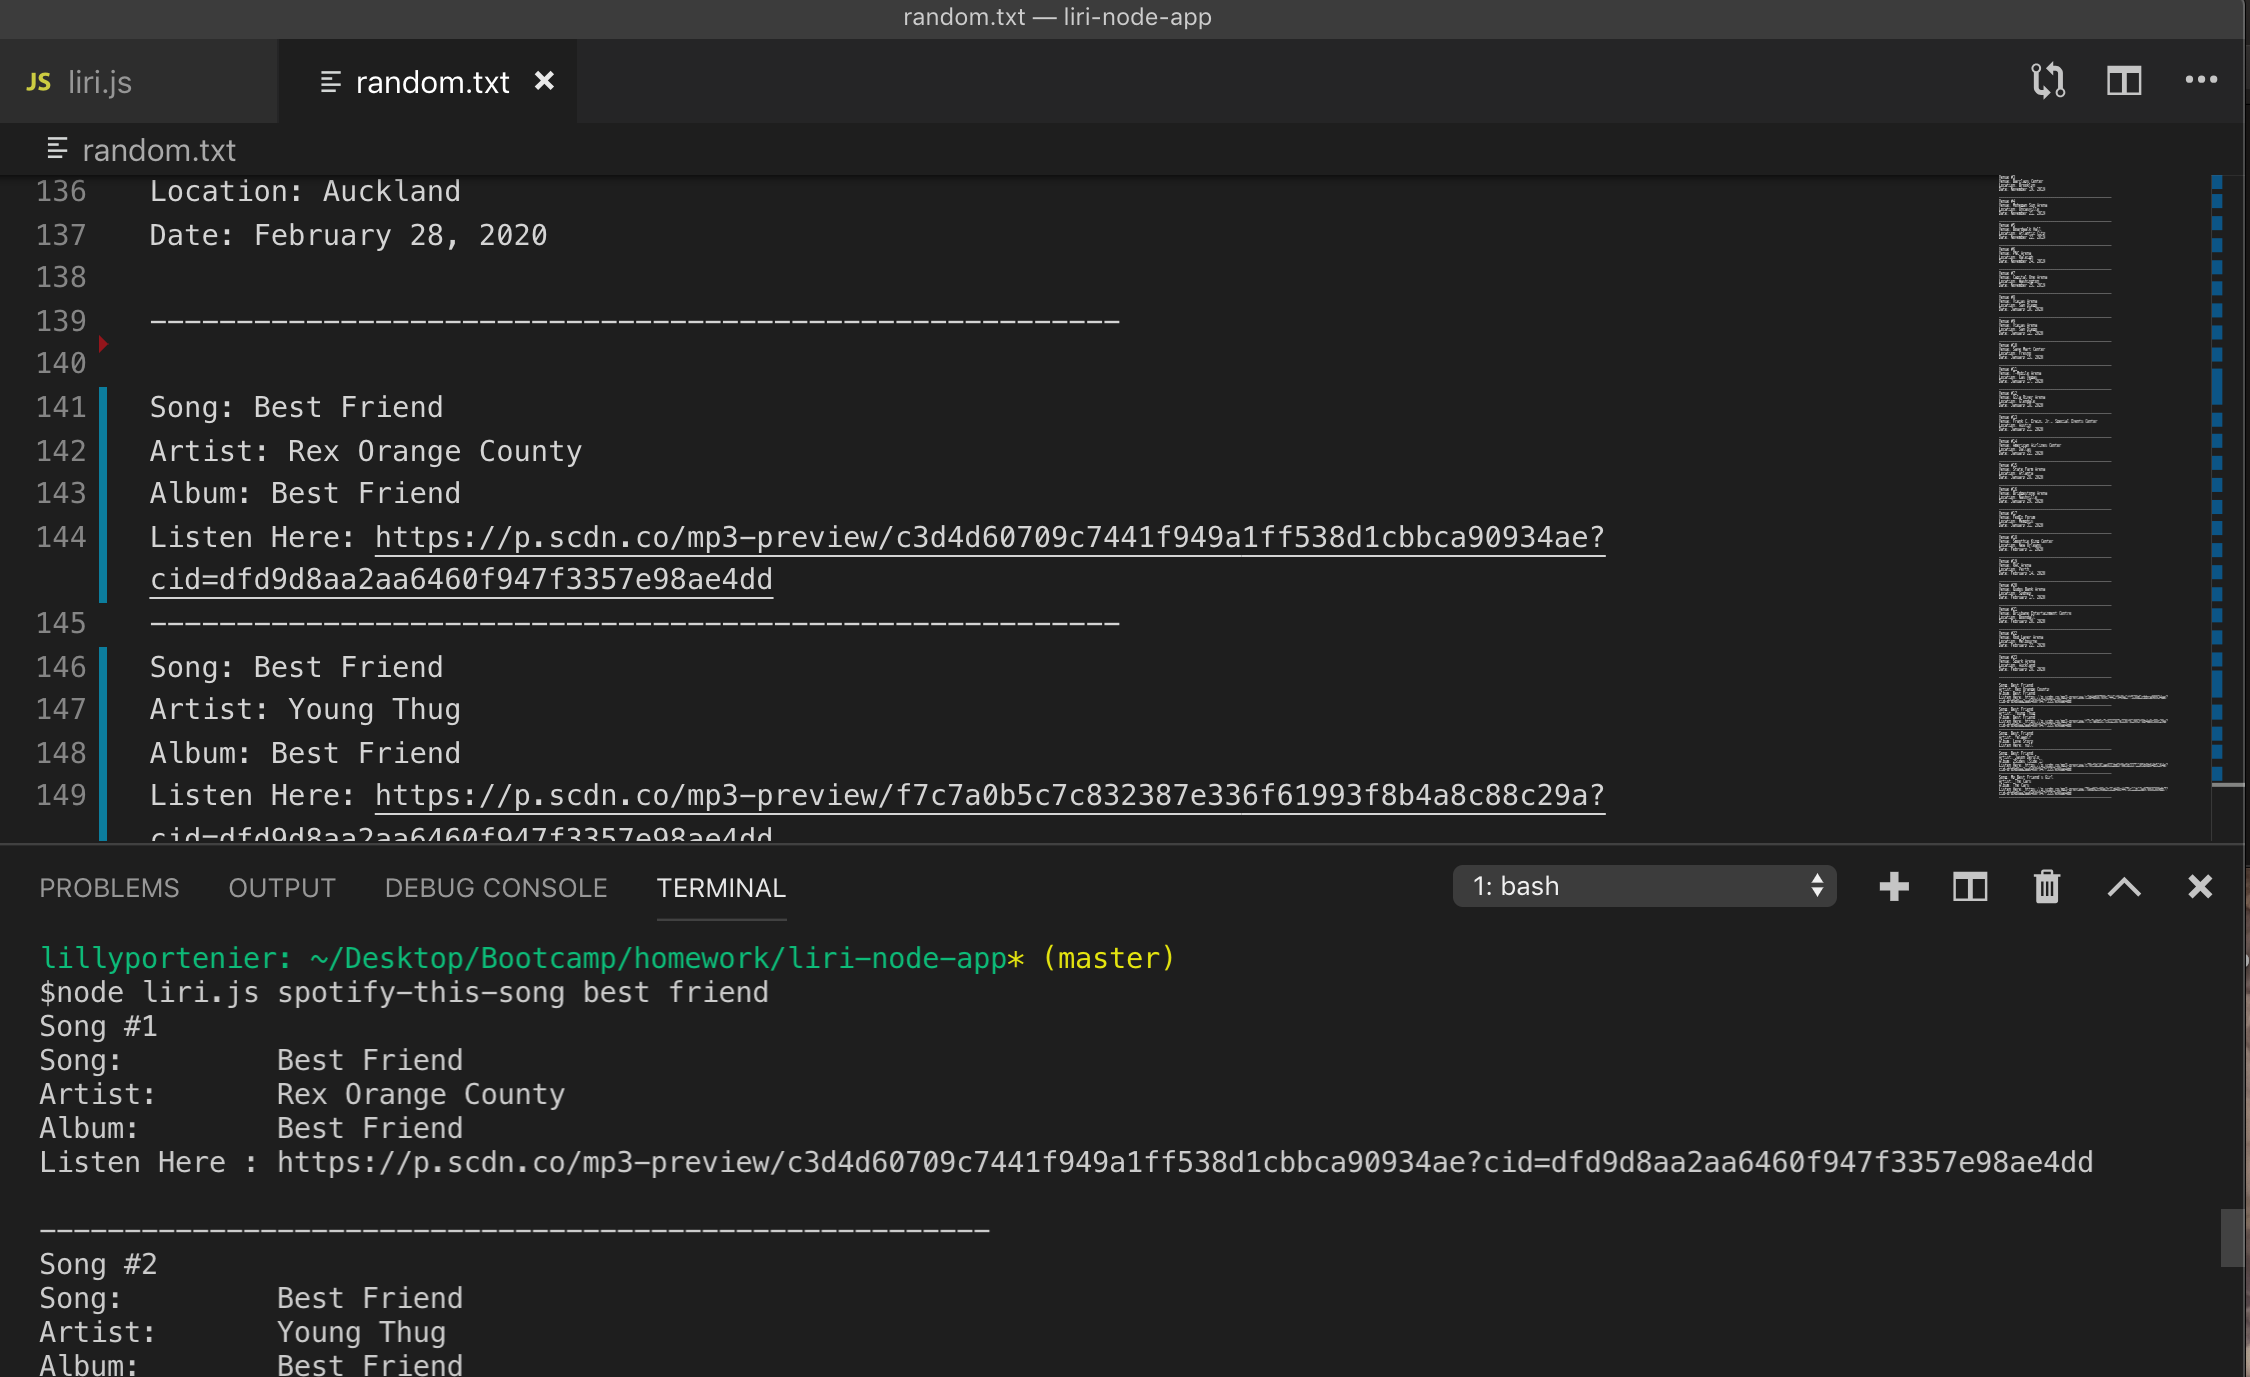 random.txt — liri-node-app
JS liri.js
random.txt
random.txt
136 Location: Auckland
137 Date: February 28, 2020
138
139 --------------------------------------------------------
140
141 Song: Best Friend
142 Artist: Rex Orange County
143 Album: Best Friend
144 Listen Here: https://p.scdn.co/mp3-preview/c3d4d60709c7441f949a1ff538d1cbbca90934ae?
cid=dfd9d8aa2aa6460f947f3357e98ae4dd
145 --------------------------------------------------------
146 Song: Best Friend
147 Artist: Young Thug
148 Album: Best Friend
149 Listen Here: https://p.scdn.co/mp3-preview/f7c7a0b5c7c832387e336f61993f8b4a8c88c29a?
cid=dfd9d8aa2aa6460f947f3357e98ae4dd
PROBLEMS OUTPUT DEBUG CONSOLE TERMINAL 1: bash
lillyportenier: ~/Desktop/Bootcamp/homework/liri-node-app* (master)
$node liri.js spotify-this-song best friend
Song #1
Song: Best Friend
Artist: Rex Orange County
Album: Best Friend
Listen Here : https://p.scdn.co/mp3-preview/c3d4d60709c7441f949a1ff538d1cbbca90934ae?cid=dfd9d8aa2aa6460f947f3357e98ae4dd
--------------------------------------------------------
Song #2
Song: Best Friend
Artist: Young Thug
Album: Best Friend